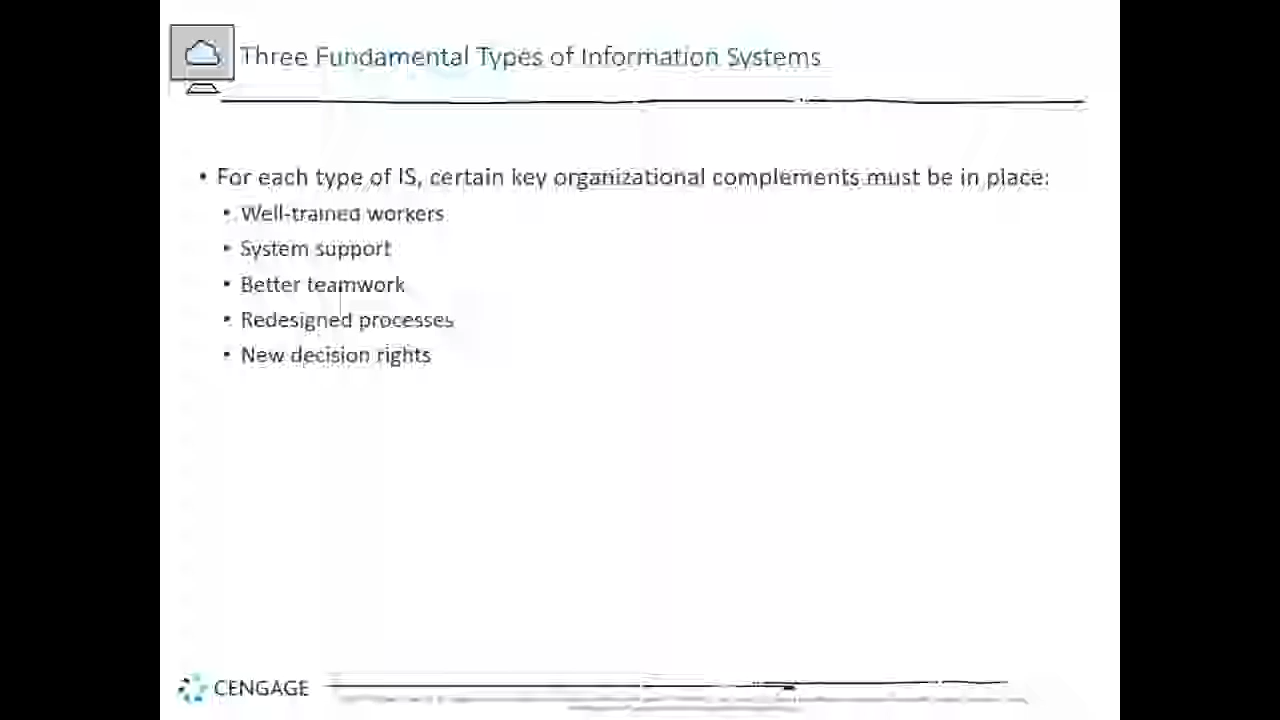 Three Fundamental Types of Information Systems
• For each type of IS, certain key organizational complements must be in place:
• Well-trained workers
• System support
• Better teamwork
• Redesigned processes
• New decision rights
CENGAGE